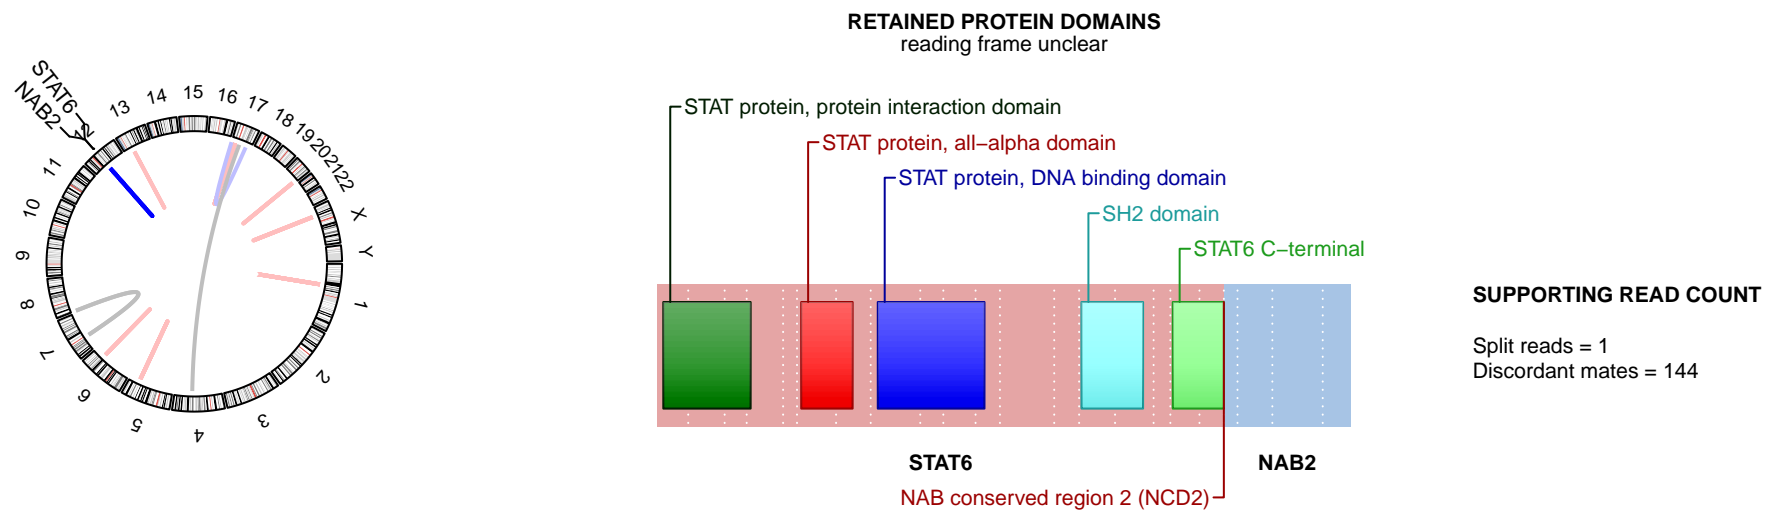 STAT6
NAB2
12
13
14
15
16
17
18
19
20
21
22
X
Y
1
2
3
4
5
6
7
8
9
10
11
RETAINED PROTEIN DOMAINS
reading frame unclear
STAT protein, protein interaction domain
STAT protein, all−alpha domain
STAT protein, DNA binding domain
SH2 domain
STAT6 C−terminal
STAT6
NAB2
NAB conserved region 2 (NCD2)
SUPPORTING READ COUNT
Split reads = 1
Discordant mates = 144